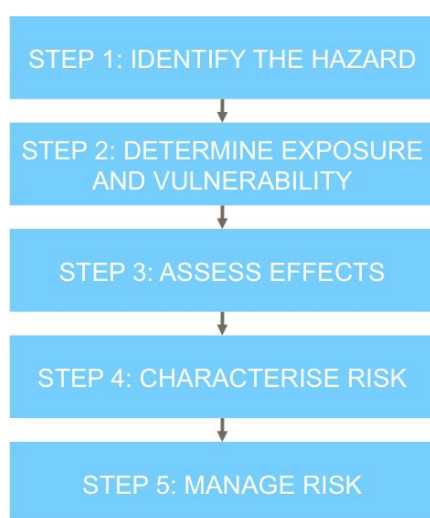 STEP 1: IDENTIFY THE HAZARD
STEP 2: DETERMINE EXPOSURE
AND VULNERABILITY
STEP 3: ASSESS EFFECTS
STEP 4: CHARACTERISE RISK
STEP 5: MANAGE RISK